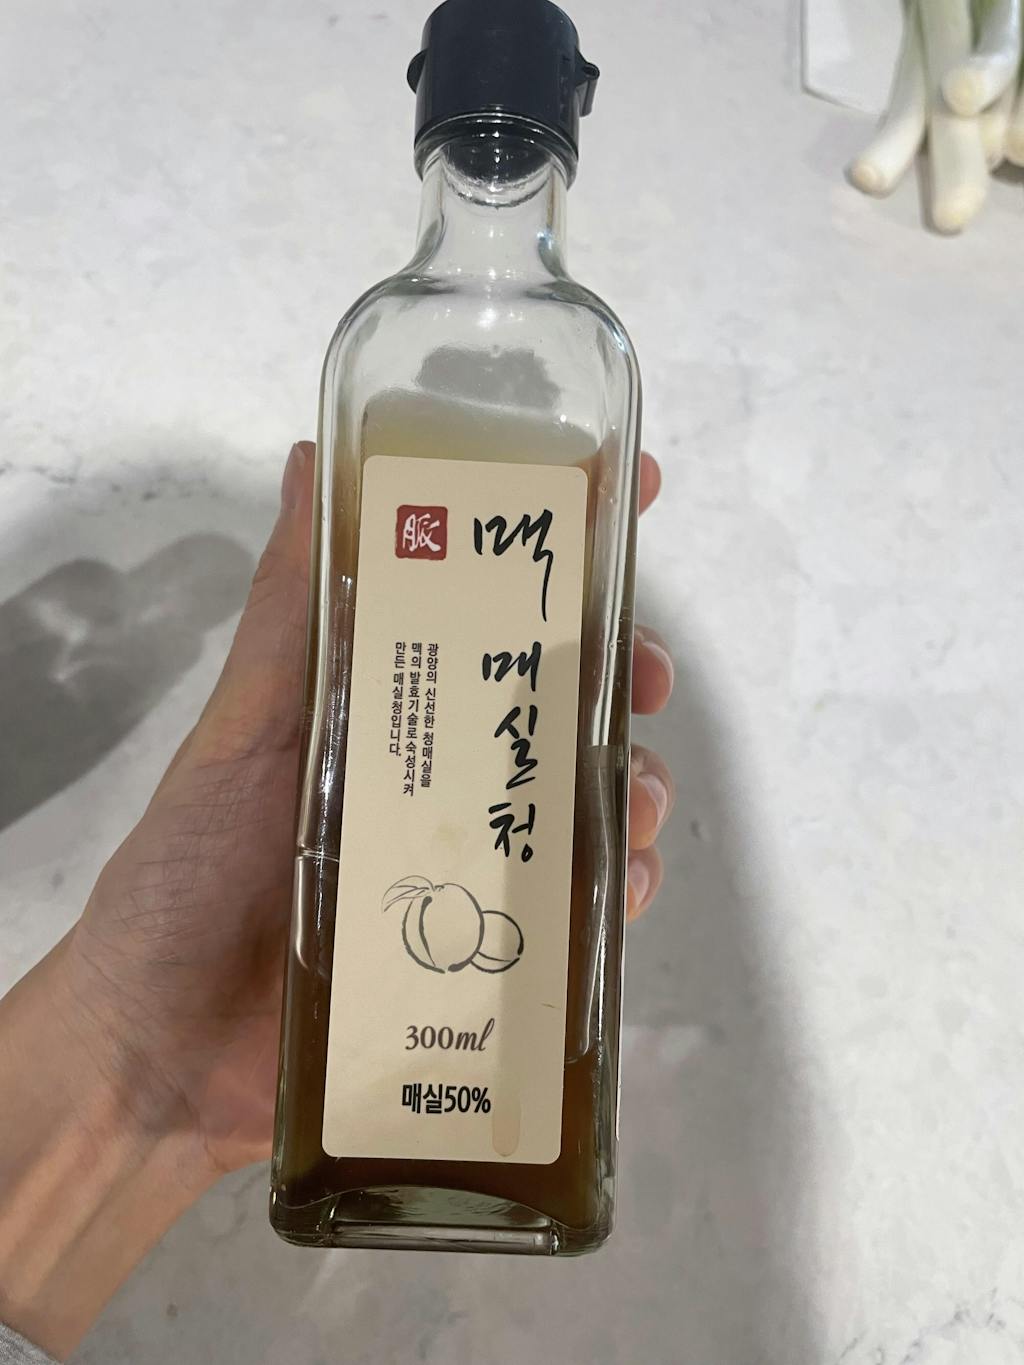 脈
맥
매실청
광양의 신선한 청매실을
맥의 발효기술로 숙성시켜
만든 매실청입니다.
300ml
매실50%